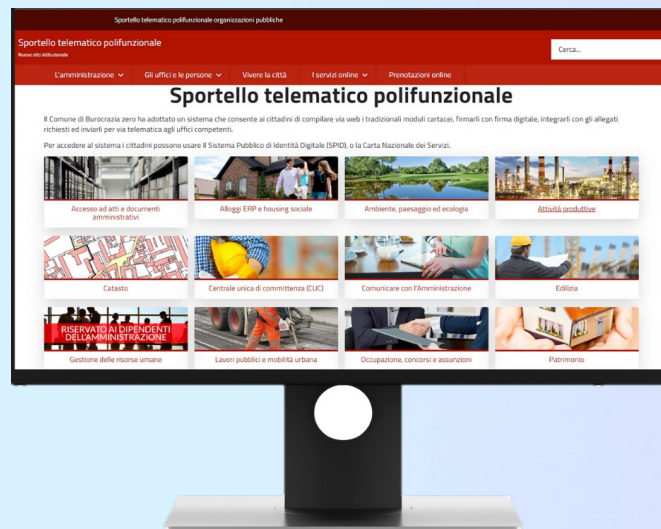 Sportello telematico polifunzionale organizzazioni pubbliche
Sportello telematico polifunzionale
Nuovo sito istituzionale
Cerca...
L'amministrazione
Gli uffici e le persone
Vivere la città
I servizi online
Prenotazioni online
Sportello telematico polifunzionale
Il Comune di Burocrazia zero ha adottato un sistema che consente ai cittadini di compilare via web i tradizionali moduli cartacei, firmarli con firma digitale, integrarli con gli allegati
richiesti ed inviarli per via telematica agli uffici competenti.
Per accedere al sistema i cittadini possono usare Il Sistema Pubblico di Identità Digitale (SPID), o la Carta Nazionale dei Servizi.
Accesso ad atti e documenti
amministrativi
Alloggi ERP e housing sociale
Ambiente, paesaggio ed ecologia
Attività produttive
Catasto
Centrale unica di committenza (CUC)
Comunicare con l'Amministrazione
Edilizia
RISERVATO AI DIPENDENTI
DELL'AMMINISTRAZIONE
Gestione delle risorse umane
Lavori pubblici e mobilità urbana
Occupazione, concorsi e assunzioni
Patrimonio